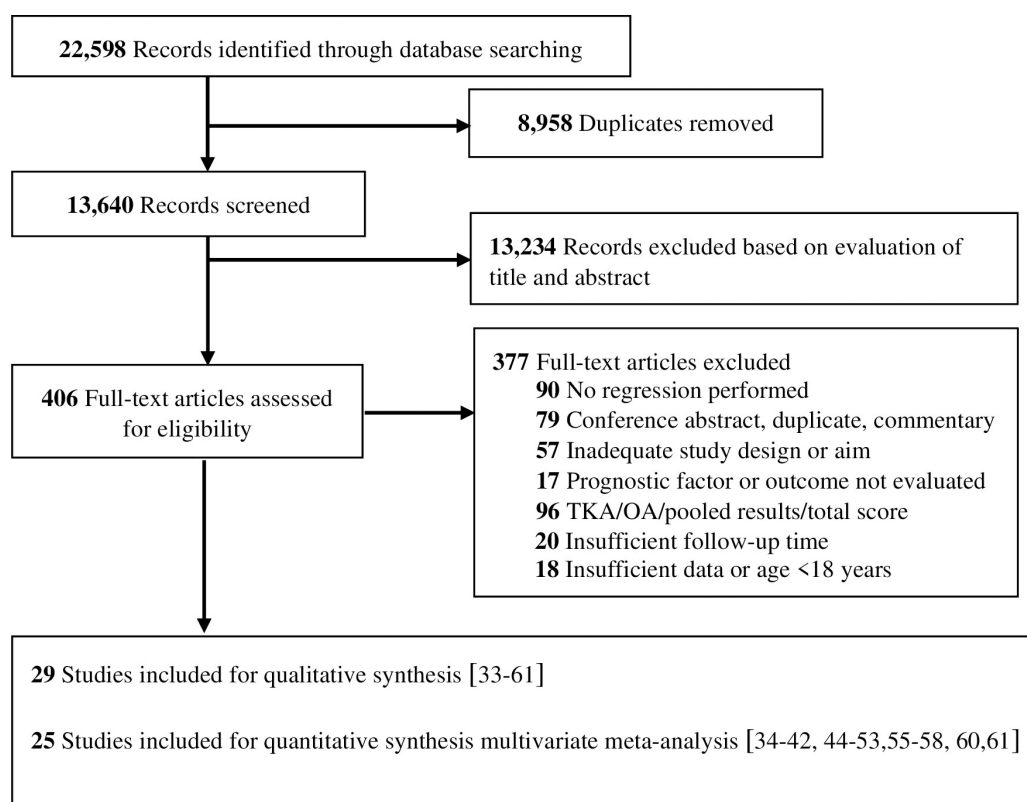 22,598 Records identified through database searching
8,958 Duplicates removed
13,640 Records screened
13,234 Records excluded based on evaluation of
title and abstract
377 Full-text articles excluded
90 No regression performed
79 Conference abstract, duplicate, commentary
57 Inadequate study design or aim
17 Prognostic factor or outcome not evaluated
96 TKA/OA/pooled results/total score
20 Insufficient follow-up time
18 Insufficient data or age <18 years
406 Full-text articles assessed
for eligibility
29 Studies included for qualitative synthesis [33-61]
25 Studies included for quantitative synthesis multivariate meta-analysis [34-42, 44-53,55-58, 60,61]